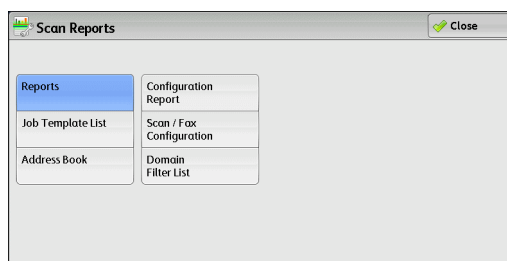 Scan Reports
Close
Reports
Job Template List
Address Book
Configuration
Report
Scan / Fax
Configuration
Domain
Filter List